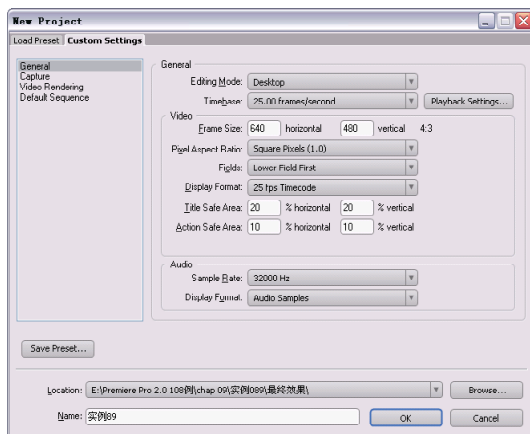 New Project
Load Preset Custom Settings
General
Capture
Video Rendering
Default Sequence
General
Editing Mode: Desktop
Timebase: 25.00 frames/second Playback Settings...
Video
Frame Size: 640 horizontal 480 vertical 4:3
Pixel Aspect Ratio: Square Pixels (1.0)
Fields: Lower Field First
Display Format: 25 fps Timecode
Title Safe Area: 20 % horizontal 20 % vertical
Action Safe Area: 10 % horizontal 10 % vertical
Audio
Sample Rate: 32000 Hz
Display Format: Audio Samples
Save Preset...
Location: E:\Premiere Pro 2.0 108例\chap 09\实例089\最终效果\ Browse...
Name: 实例89 OK Cancel